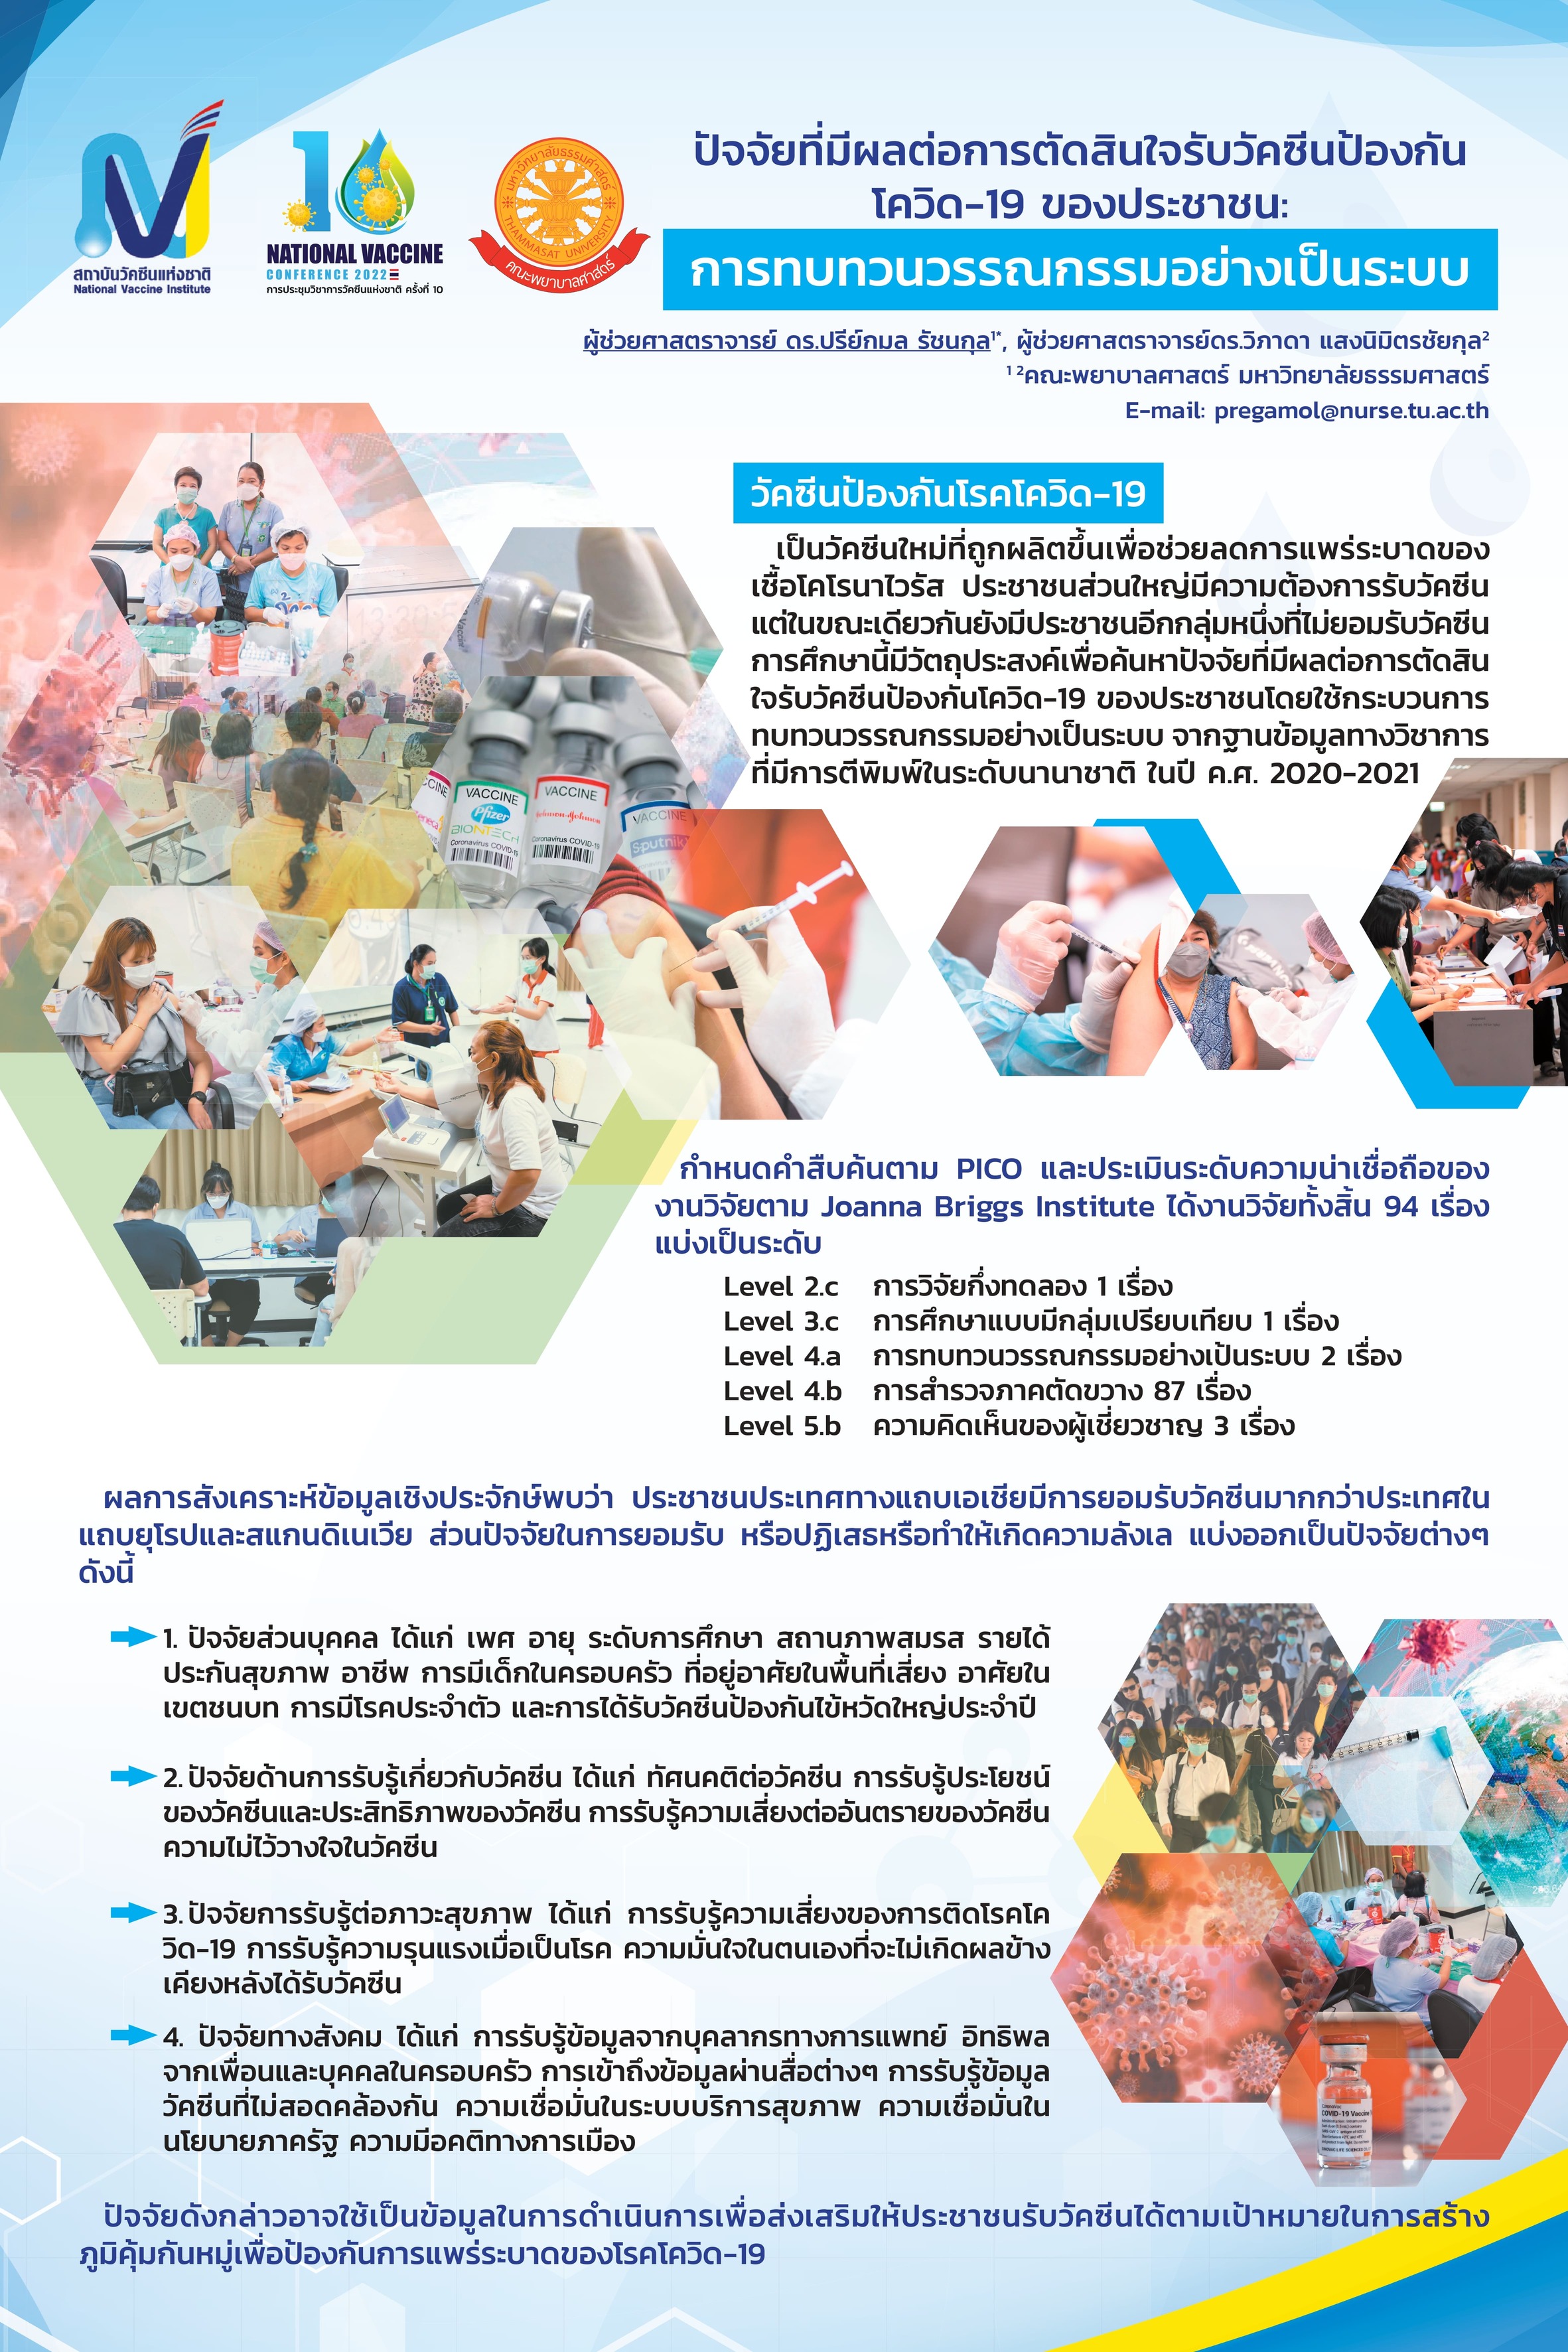 สถาบันวัคซีนแห่งชาติ
National Vaccine Institute
10
NATIONAL VACCINE
CONFERENCE 2022
การประชุมวิชาการวัคซีนแห่งชาติ ครั้งที่ 10
มหาวิทยาลัยธรรมศาสตร์
THAMMASAT UNIVERSITY
คณะพยาบาลศาสตร์
ปัจจัยที่มีผลต่อการตัดสินใจรับวัคซีนป้องกัน
โควิด-19 ของประชาชน:
การทบทวนวรรณกรรมอย่างเป็นระบบ
ผู้ช่วยศาสตราจารย์ ดร.ปรีย์กมล รัชนกุล¹*, ผู้ช่วยศาสตราจารย์ดร.วิภาดา แสงนิมิตรชัยกุล²
¹ ²คณะพยาบาลศาสตร์ มหาวิทยาลัยธรรมศาสตร์
E-mail: pregamol@nurse.tu.ac.th
วัคซีนป้องกันโรคโควิด-19
เป็นวัคซีนใหม่ที่ถูกผลิตขึ้นเพื่อช่วยลดการแพร่ระบาดของ
เชื้อโคโรนาไวรัส ประชาชนส่วนใหญ่มีความต้องการรับวัคซีน
แต่ในขณะเดียวกันยังมีประชาชนอีกกลุ่มหนึ่งที่ไม่ยอมรับวัคซีน
การศึกษานี้มีวัตถุประสงค์เพื่อค้นหาปัจจัยที่มีผลต่อการตัดสิน
ใจรับวัคซีนป้องกันโควิด-19 ของประชาชนโดยใช้กระบวนการ
ทบทวนวรรณกรรมอย่างเป็นระบบ จากฐานข้อมูลทางวิชาการ
ที่มีการตีพิมพ์ในระดับนานาชาติ ในปี ค.ศ. 2020-2021
VACCINE
Pfizer
BIONTECH
Coronavirus COVID-19
VACCINE
Johnson-Johnson
Coronavirus COVID-19
VACCINE
Sputnik
กำหนดคำสืบค้นตาม PICO และประเมินระดับความน่าเชื่อถือของ
งานวิจัยตาม Joanna Briggs Institute ได้งานวิจัยทั้งสิ้น 94 เรื่อง
แบ่งเป็นระดับ
Level 2.c การวิจัยกึ่งทดลอง 1 เรื่อง
Level 3.c การศึกษาแบบมีกลุ่มเปรียบเทียบ 1 เรื่อง
Level 4.a การทบทวนวรรณกรรมอย่างเป้นระบบ 2 เรื่อง
Level 4.b การสำรวจภาคตัดขวาง 87 เรื่อง
Level 5.b ความคิดเห็นของผู้เชี่ยวชาญ 3 เรื่อง
ผลการสังเคราะห์ข้อมูลเชิงประจักษ์พบว่า ประชาชนประเทศทางแถบเอเชียมีการยอมรับวัคซีนมากกว่าประเทศใน
แถบยุโรปและสแกนดิเนเวีย ส่วนปัจจัยในการยอมรับ หรือปฏิเสธหรือทำให้เกิดความลังเล แบ่งออกเป็นปัจจัยต่างๆ
ดังนี้
1. ปัจจัยส่วนบุคคล ได้แก่ เพศ อายุ ระดับการศึกษา สถานภาพสมรส รายได้
ประกันสุขภาพ อาชีพ การมีเด็กในครอบครัว ที่อยู่อาศัยในพื้นที่เสี่ยง อาศัยใน
เขตชนบท การมีโรคประจำตัว และการได้รับวัคซีนป้องกันไข้หวัดใหญ่ประจำปี
2. ปัจจัยด้านการรับรู้เกี่ยวกับวัคซีน ได้แก่ ทัศนคติต่อวัคซีน การรับรู้ประโยชน์
ของวัคซีนและประสิทธิภาพของวัคซีน การรับรู้ความเสี่ยงต่ออันตรายของวัคซีน
ความไม่ไว้วางใจในวัคซีน
3. ปัจจัยการรับรู้ต่อภาวะสุขภาพ ได้แก่ การรับรู้ความเสี่ยงของการติดโรคโค
วิด-19 การรับรู้ความรุนแรงเมื่อเป็นโรค ความมั่นใจในตนเองที่จะไม่เกิดผลข้าง
เคียงหลังได้รับวัคซีน
4. ปัจจัยทางสังคม ได้แก่ การรับรู้ข้อมูลจากบุคลากรทางการแพทย์ อิทธิพล
จากเพื่อนและบุคคลในครอบครัว การเข้าถึงข้อมูลผ่านสื่อต่างๆ การรับรู้ข้อมูล
วัคซีนที่ไม่สอดคล้องกัน ความเชื่อมั่นในระบบบริการสุขภาพ ความเชื่อมั่นใน
นโยบายภาครัฐ ความมีอคติทางการเมือง
Coronavirus
COVID-19 Vaccine
ปัจจัยดังกล่าวอาจใช้เป็นข้อมูลในการดำเนินการเพื่อส่งเสริมให้ประชาชนรับวัคซีนได้ตามเป้าหมายในการสร้าง
ภูมิคุ้มกันหมู่เพื่อป้องกันการแพร่ระบาดของโรคโควิด-19